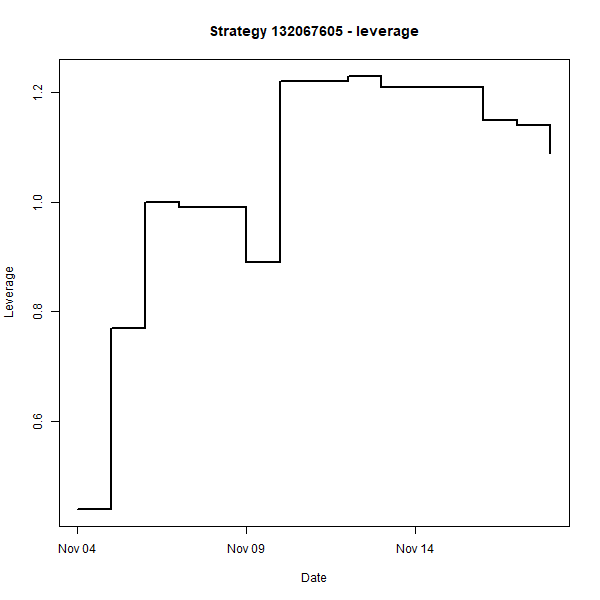 Strategy 132067605 - leverage
1.2
1.0
0.8
0.6
Leverage
Nov 04
Nov 09
Nov 14
Date